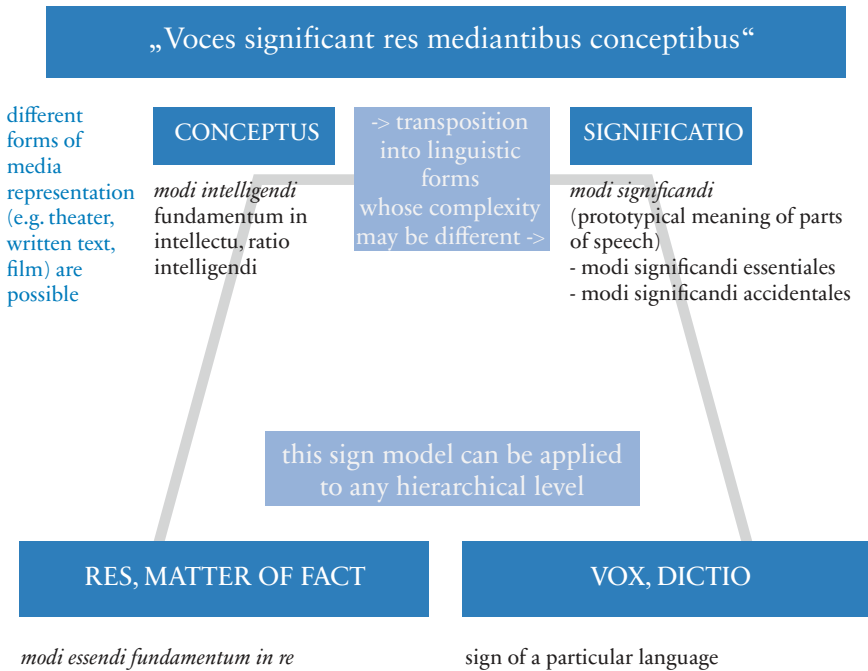 „Voces significant res mediantibus conceptibus“
different
forms of
media
representation
(e.g. theater,
written text,
film) are
possible
CONCEPTUS
modi intelligendi
fundamentum in
intellectu, ratio
intelligendi
-> transposition
into linguistic
forms
whose complexity
may be different ->
SIGNIFICATIO
modi significandi
(prototypical meaning of parts
of speech)
- modi significandi essentiales
- modi significandi accidentales
this sign model can be applied
to any hierarchical level
RES, MATTER OF FACT
modi essendi fundamentum in re
VOX, DICTIO
sign of a particular language